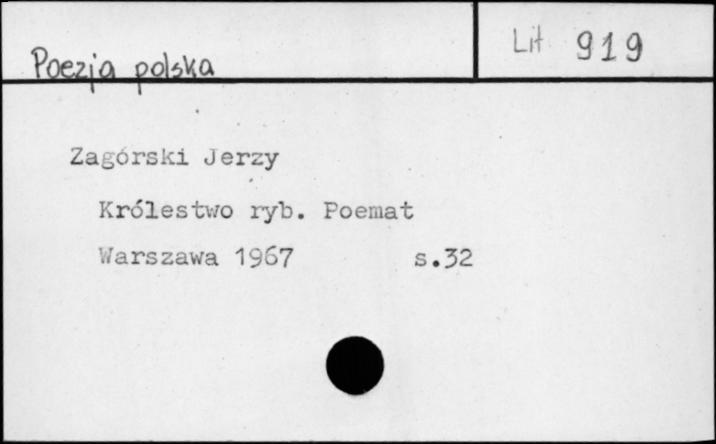 Poezja polska
Lit 919
Zagórski Jerzy
Królestwo ryb. Poemat
Warszawa 1967 s.32